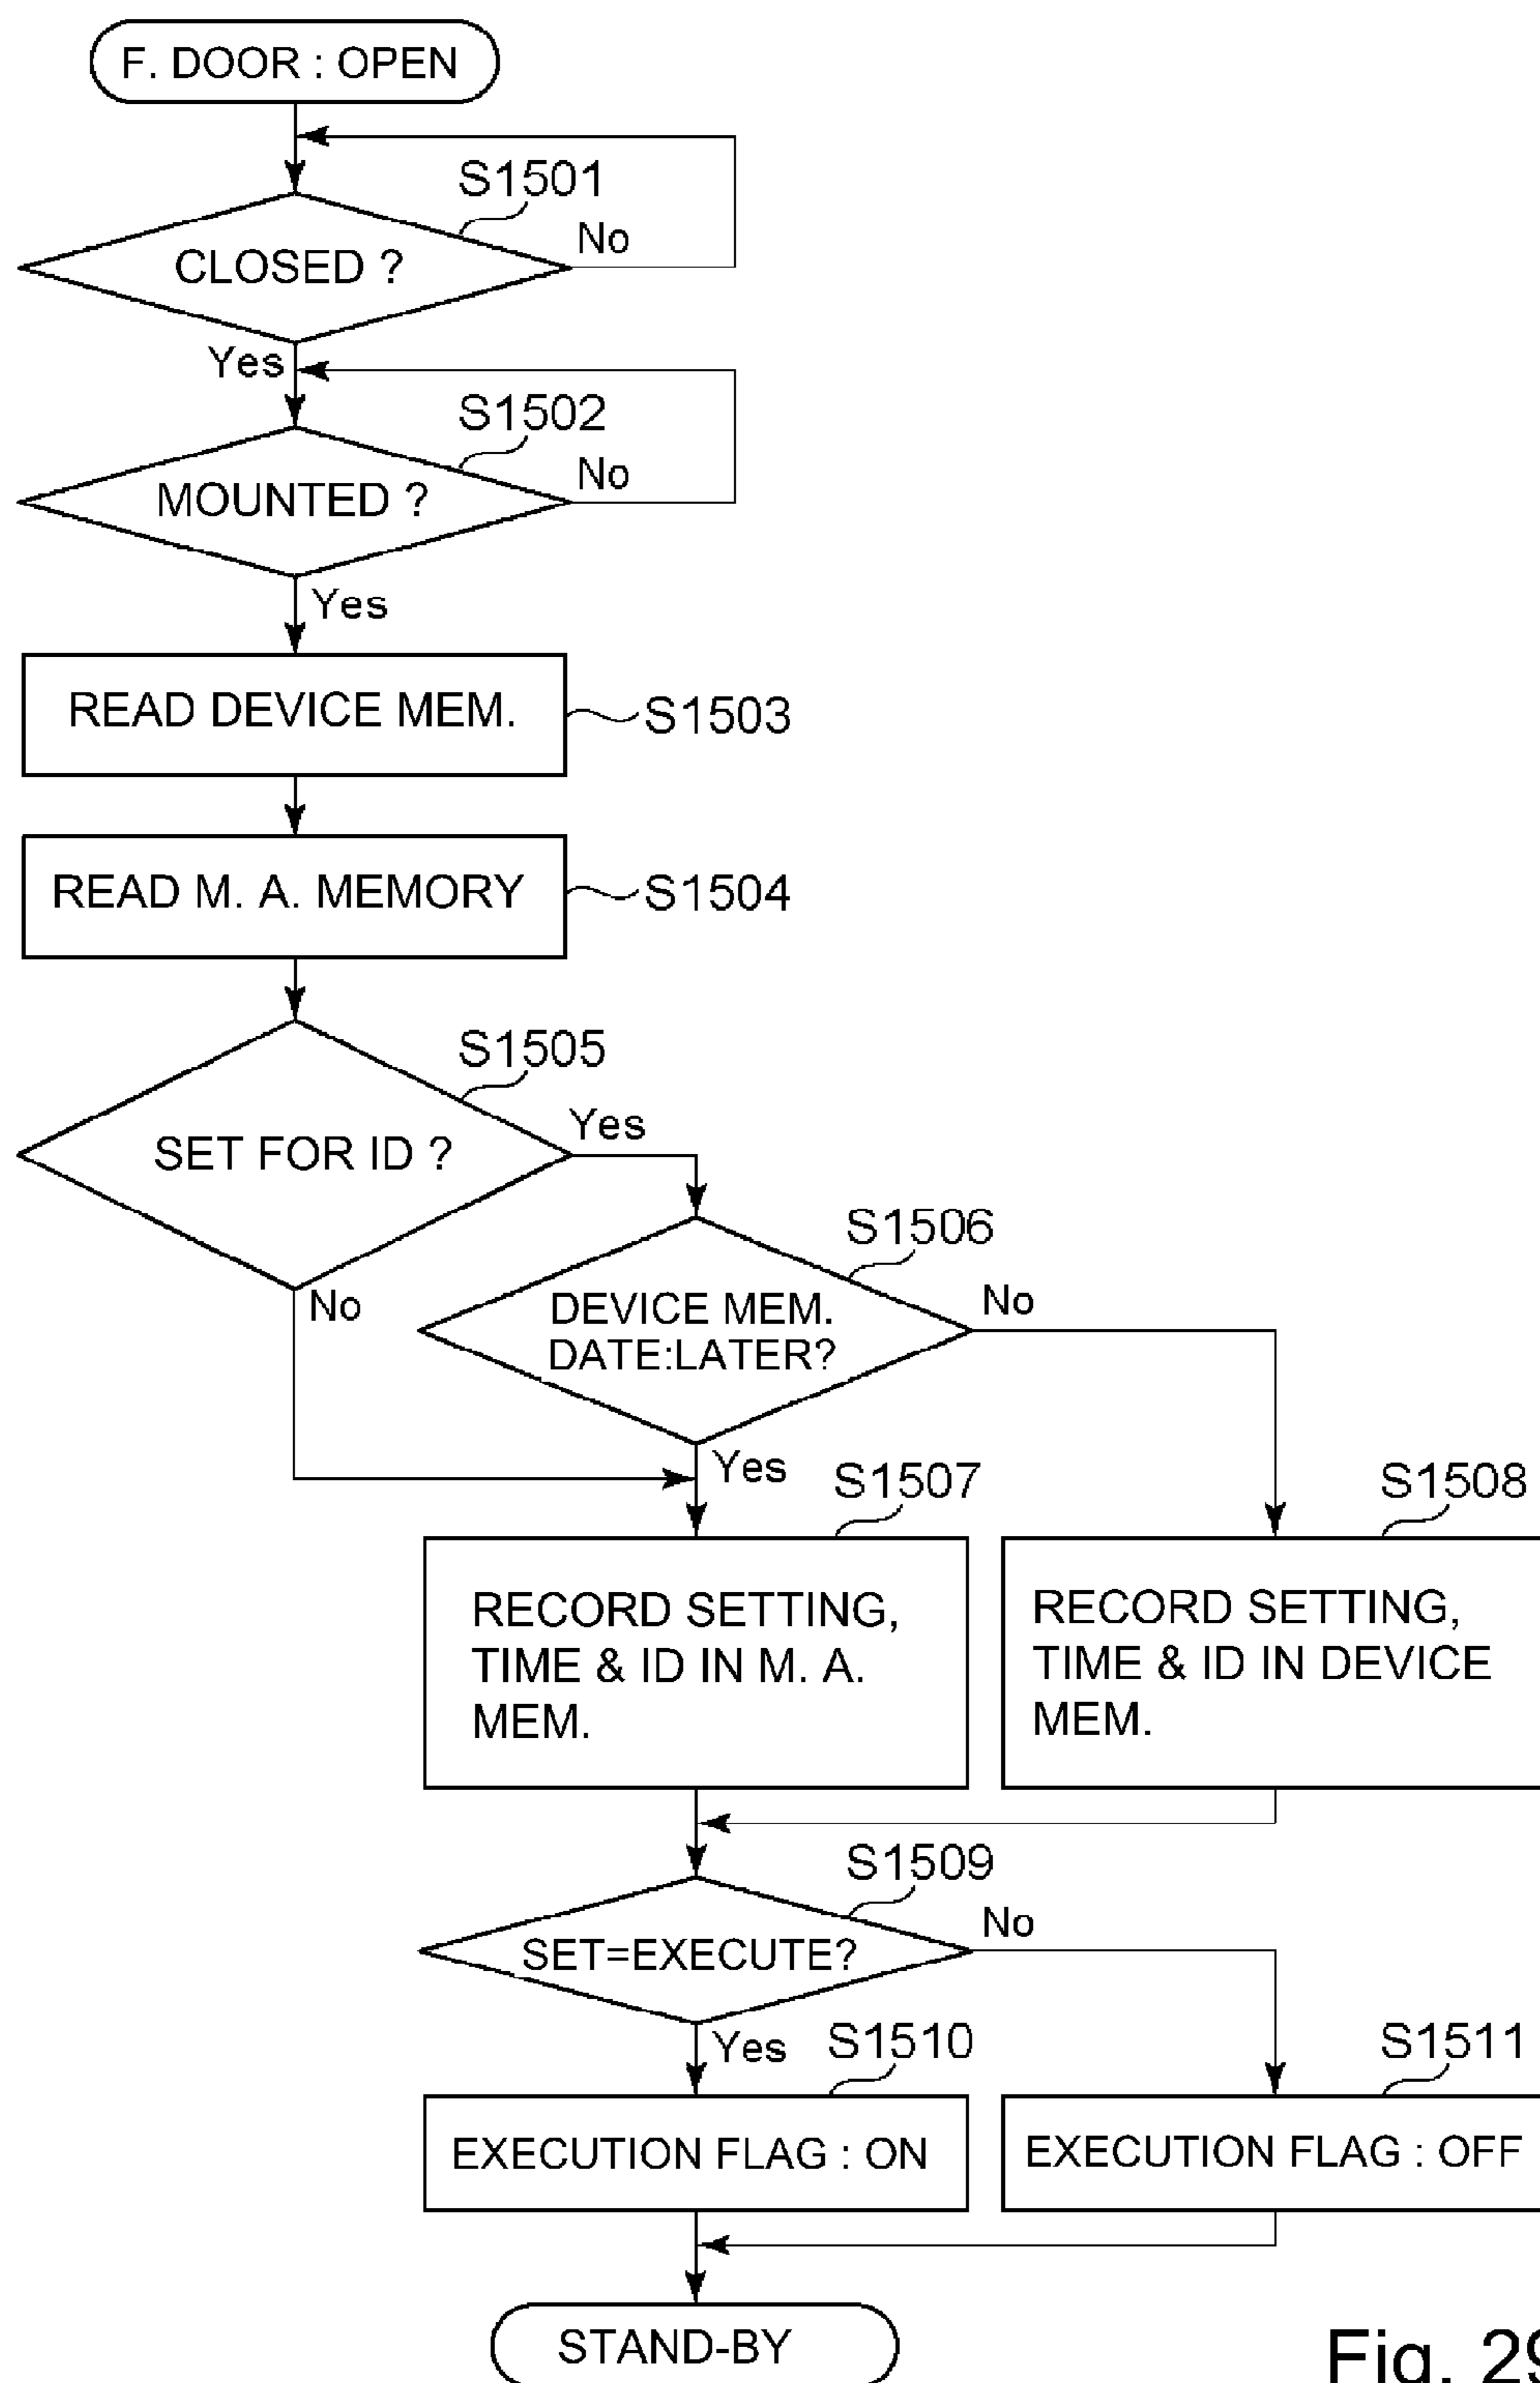 F. DOOR : OPEN
S1501
CLOSED ?
No
Yes
S1502
MOUNTED ?
No
Yes
READ DEVICE MEM.
S1503
READ M. A. MEMORY
S1504
S1505
SET FOR ID ?
Yes
No
S1506
DEVICE MEM.
DATE:LATER?
No
Yes
S1507
RECORD SETTING,
TIME & ID IN M. A.
MEM.
S1508
RECORD SETTING,
TIME & ID IN DEVICE
MEM.
S1509
SET=EXECUTE?
No
Yes
S1510
EXECUTION FLAG : ON
S1511
EXECUTION FLAG : OFF
STAND-BY
Fig. 29